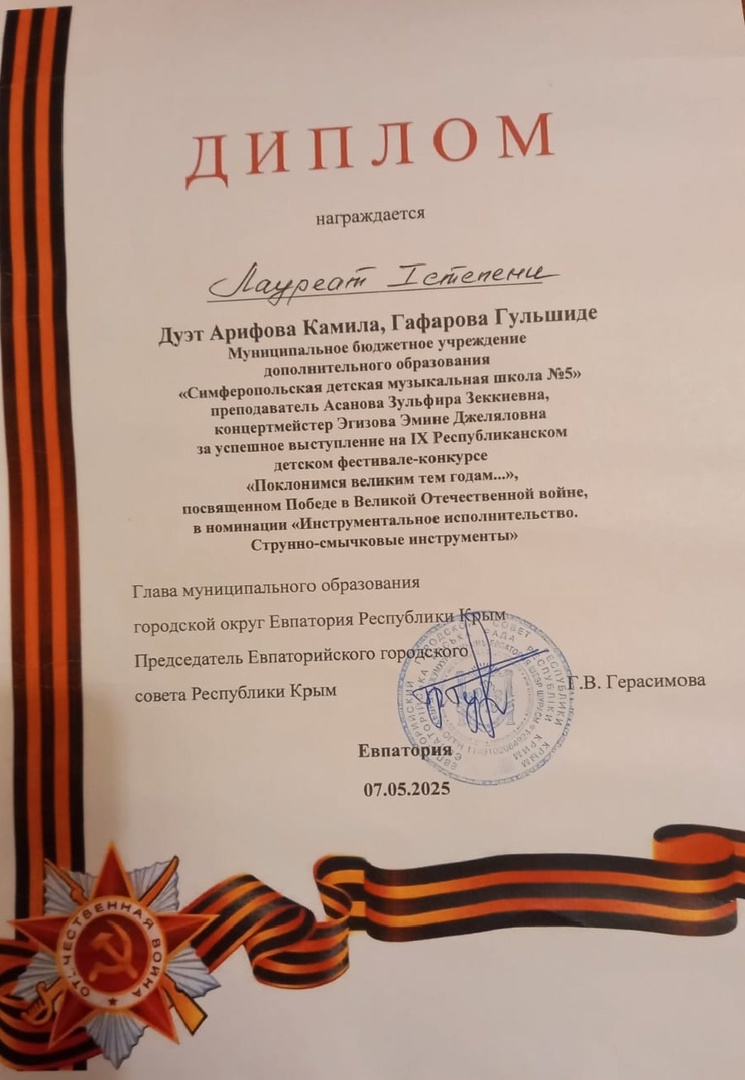 ДИПЛОМ
награждается
Лауреат I степени
Дуэт Арифова Камила, Гафарова Гульшиде
Муниципальное бюджетное учреждение
дополнительного образования
«Симферопольская детская музыкальная школа №5»
преподаватель Асанова Зульфира Зеккиевна,
концертмейстер Эгизова Эмине Джеляловна
за успешное выступление на IX Республиканском
детском фестивале-конкурсе
«Поклонимся великим тем годам...»,
посвященном Победе в Великой Отечественной войне,
в номинации «Инструментальное исполнительство.
Струнно-смычковые инструменты»
Глава муниципального образования
городской округ Евпатория Республики Крым
Председатель Евпаторийского городского
совета Республики Крым
Г.В. Герасимова
Евпатория
07.05.2025
ОТЕЧЕСТВЕННАЯ ВОЙНА